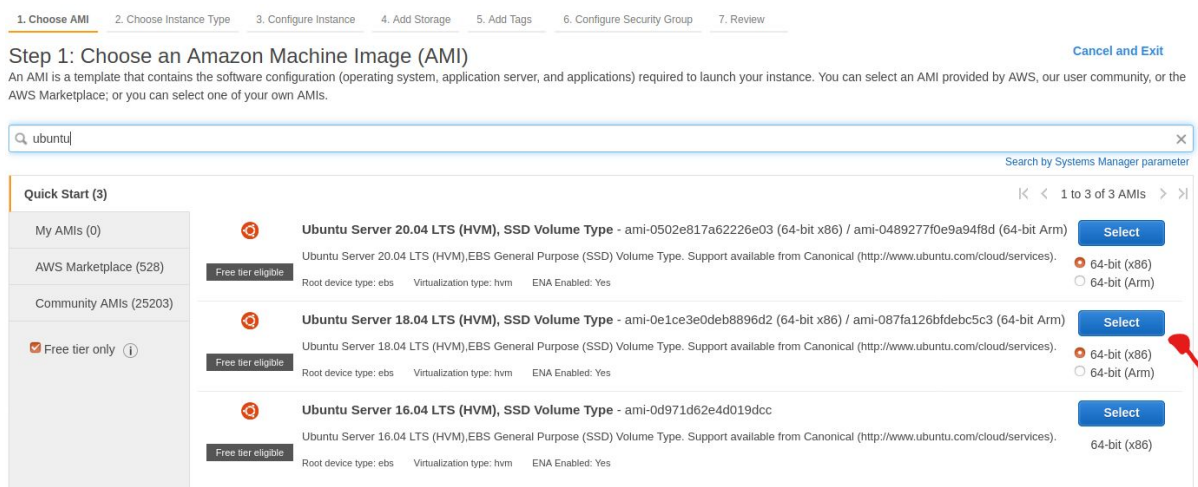 1. Choose AMI 2. Choose Instance Type 3. Configure Instance 4. Add Storage 5. Add Tags 6. Configure Security Group 7. Review
Step 1: Choose an Amazon Machine Image (AMI)
Cancel and Exit
An AMI is a template that contains the software configuration (operating system, application server, and applications) required to launch your instance. You can select an AMI provided by AWS, our user community, or the
AWS Marketplace; or you can select one of your own AMIs.
ubuntu
Search by Systems Manager parameter
Quick Start (3)
1 to 3 of 3 AMIs
My AMIs (0)
AWS Marketplace (528)
Community AMIs (25203)
Free tier only
Ubuntu Server 20.04 LTS (HVM), SSD Volume Type - ami-0502e817a62226e03 (64-bit x86) / ami-0489277f0e9a94f8d (64-bit Arm)
Select
Ubuntu Server 20.04 LTS (HVM),EBS General Purpose (SSD) Volume Type. Support available from Canonical (http://www.ubuntu.com/cloud/services).
64-bit (x86)
Free tier eligible
Root device type: ebs Virtualization type: hvm ENA Enabled: Yes
64-bit (Arm)
Ubuntu Server 18.04 LTS (HVM), SSD Volume Type - ami-0e1ce3e0deb8896d2 (64-bit x86) / ami-087fa126bfdebc5c3 (64-bit Arm)
Select
Ubuntu Server 18.04 LTS (HVM),EBS General Purpose (SSD) Volume Type. Support available from Canonical (http://www.ubuntu.com/cloud/services).
64-bit (x86)
Free tier eligible
Root device type: ebs Virtualization type: hvm ENA Enabled: Yes
64-bit (Arm)
Ubuntu Server 16.04 LTS (HVM), SSD Volume Type - ami-0d971d62e4d019dcc
Select
Ubuntu Server 16.04 LTS (HVM),EBS General Purpose (SSD) Volume Type. Support available from Canonical (http://www.ubuntu.com/cloud/services).
64-bit (x86)
Free tier eligible
Root device type: ebs Virtualization type: hvm ENA Enabled: Yes